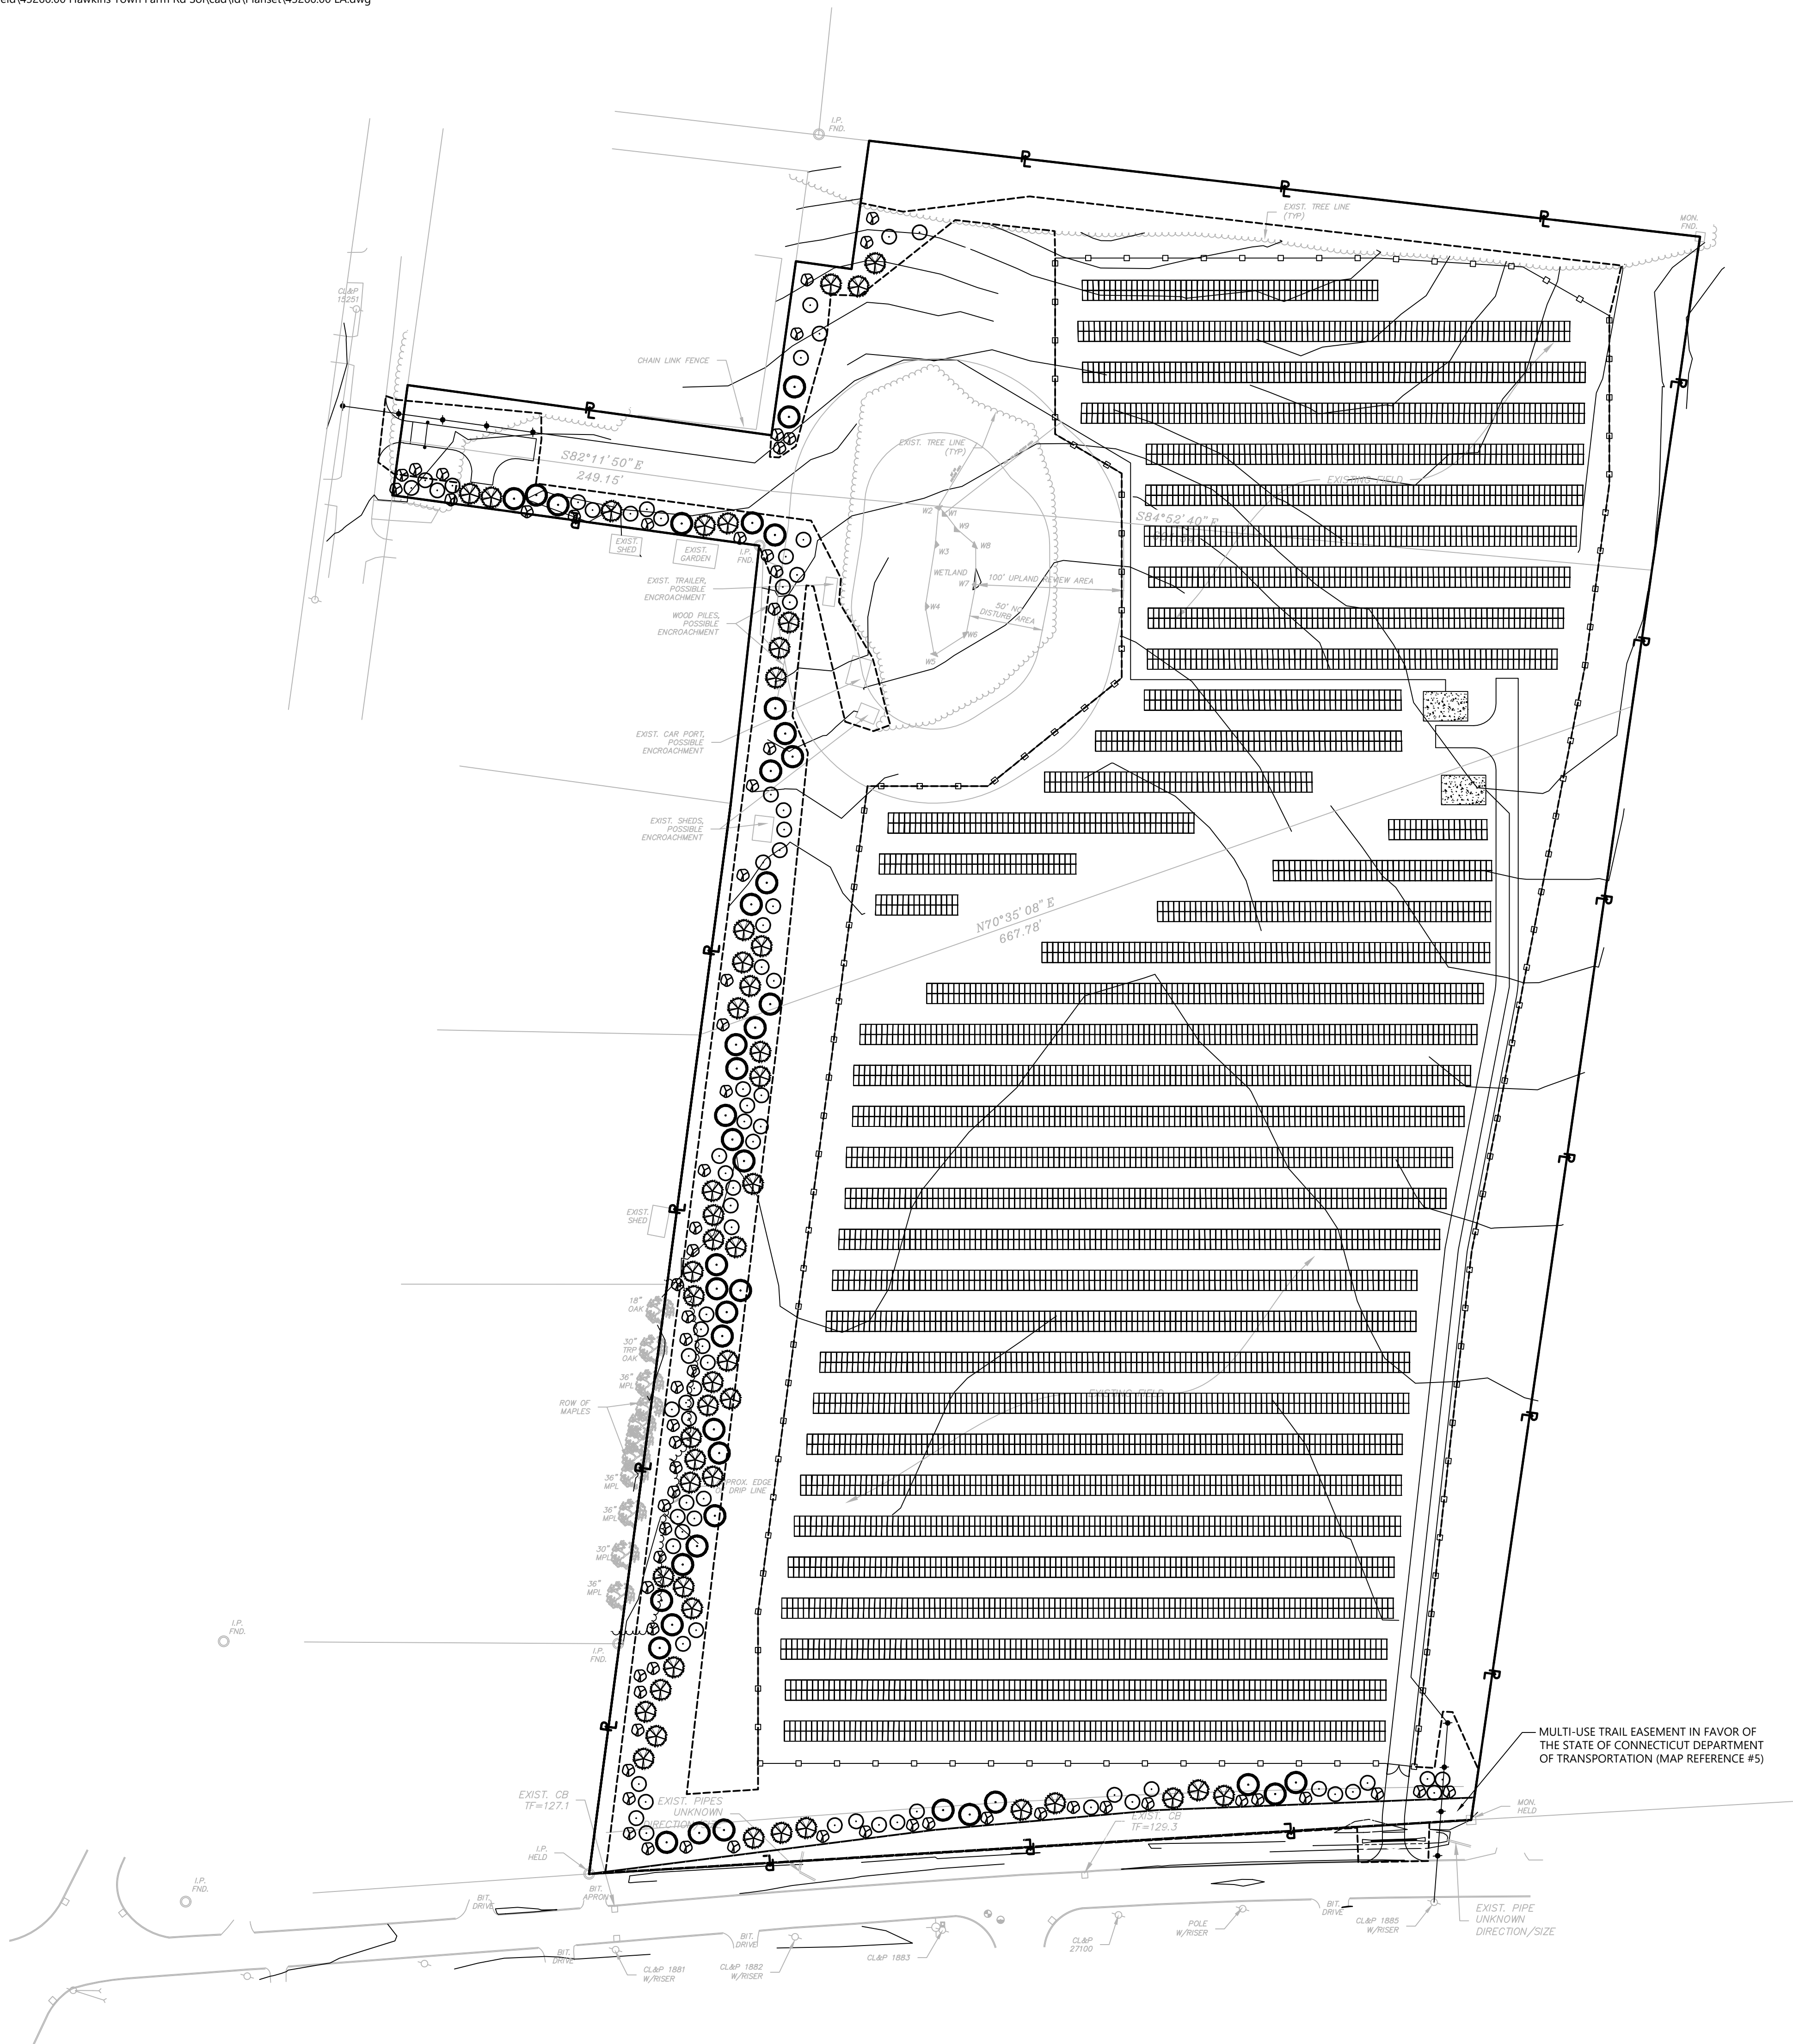 I.P.
FND.
EXIST. TREE LINE
(TYP)
MON.
FND.
CL&P
15251
CHAIN LINK FENCE
EXIST. TREE LINE
(TYP)
S82°11'50"E
249.15'
EXISTING FIELD
W2
W1
W9
W8
W3
S84°52'40"E
EXIST.
SHED
EXIST.
GARDEN
I.P.
FND.
WETLAND
W7
100' UPLAND REVIEW AREA
EXIST. TRAILER,
POSSIBLE
ENCROACHMENT
W4
50' NO
DISTURB AREA
WOOD PILES,
POSSIBLE
ENCROACHMENT
W6
W5
EXIST. CAR PORT,
POSSIBLE
ENCROACHMENT
EXIST. SHEDS,
POSSIBLE
ENCROACHMENT
N70°35'08"E
667.78'
EXIST.
SHED
18"
OAK
30"
TRP
OAK
36"
MPL
ROW OF
MAPLES
EXISTING FIELD
36"
MPL
EDGE
DRIP LINE
36"
MPL
30"
MPL
36"
MPL
I.P.
FND.
I.P.
FND.
MULTI-USE TRAIL EASEMENT IN FAVOR OF
THE STATE OF CONNECTICUT DEPARTMENT
OF TRANSPORTATION (MAP REFERENCE #5)
EXIST. CB
TF=127.1
EXIST. PIPES
UNKNOWN
MON.
HELD
EXIST. CB
TF=129.3
I.P.
HELD
I.P.
FND.
BIT.
DRIVE
BIT.
APRON
POLE
W/RISER
BIT.
DRIVE
CL&P 1885
W/RISER
EXIST. PIPE
UNKNOWN
DIRECTION/SIZE
CL&P
27100
BIT.
DRIVE
BIT.
DRIVE
CL&P 1883
CL&P 1881
W/RISER
CL&P 1882
W/RISER